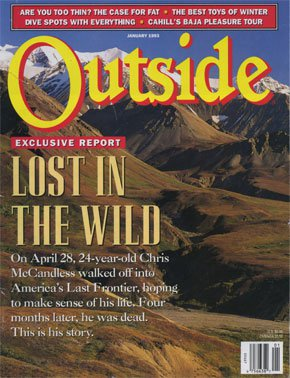 ARE YOU TOO THIN? THE CASE FOR FAT • THE BEST TOYS OF WINTER
DIVE SPOTS WITH EVERYTHING • CAHILL'S BAJA PLEASURE TOUR
JANUARY 1993
Outside
EXCLUSIVE REPORT
LOST IN
THE WILD
On April 28, 24-year-old Chris
McCandless walked off into
America's Last Frontier, hoping
to make sense of his life. Four
months later, he was dead.
This is his story.